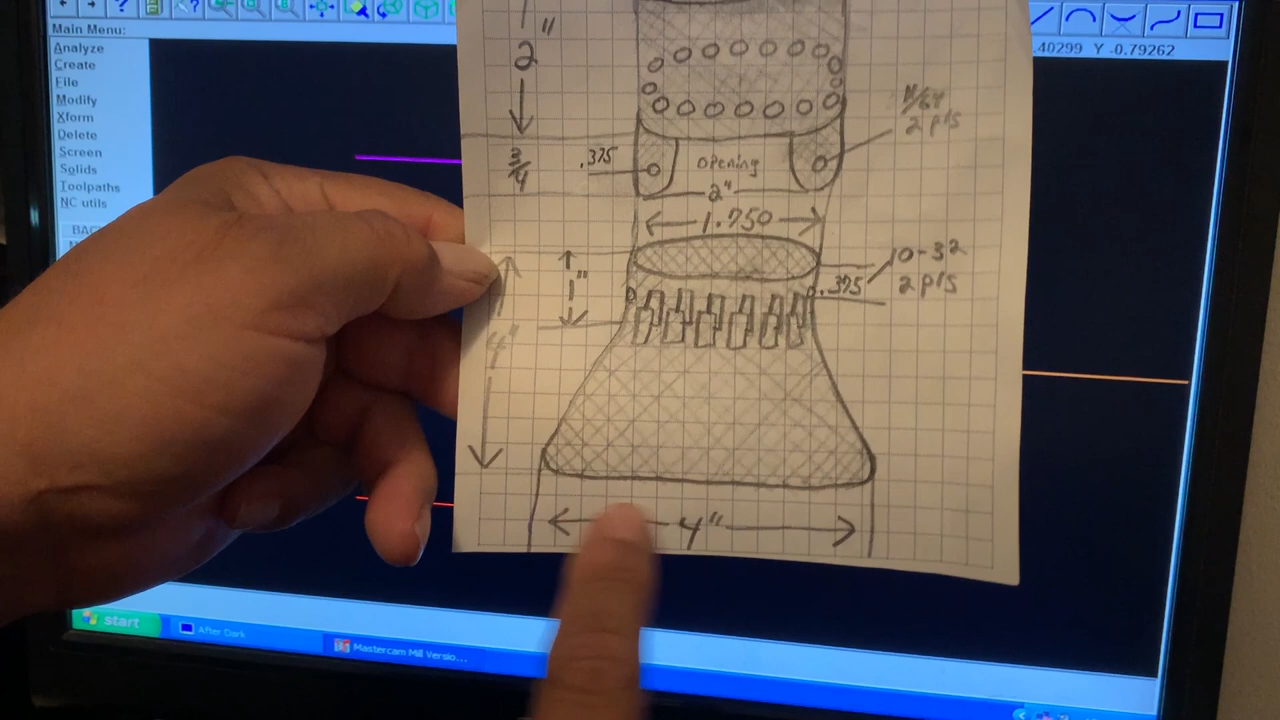 Main Menu:
Analyze
Create
File
Modify
Xform
Delete
Screen
Solids
Toolpaths
NC utils
.40299 Y -0.79262
2"
3/4
.375
opening
2"
11/64
2 pls
1.750
1"
10-32
2 pls
.375
4"
4"
start
After Dark
Mastercam Mill Versio...